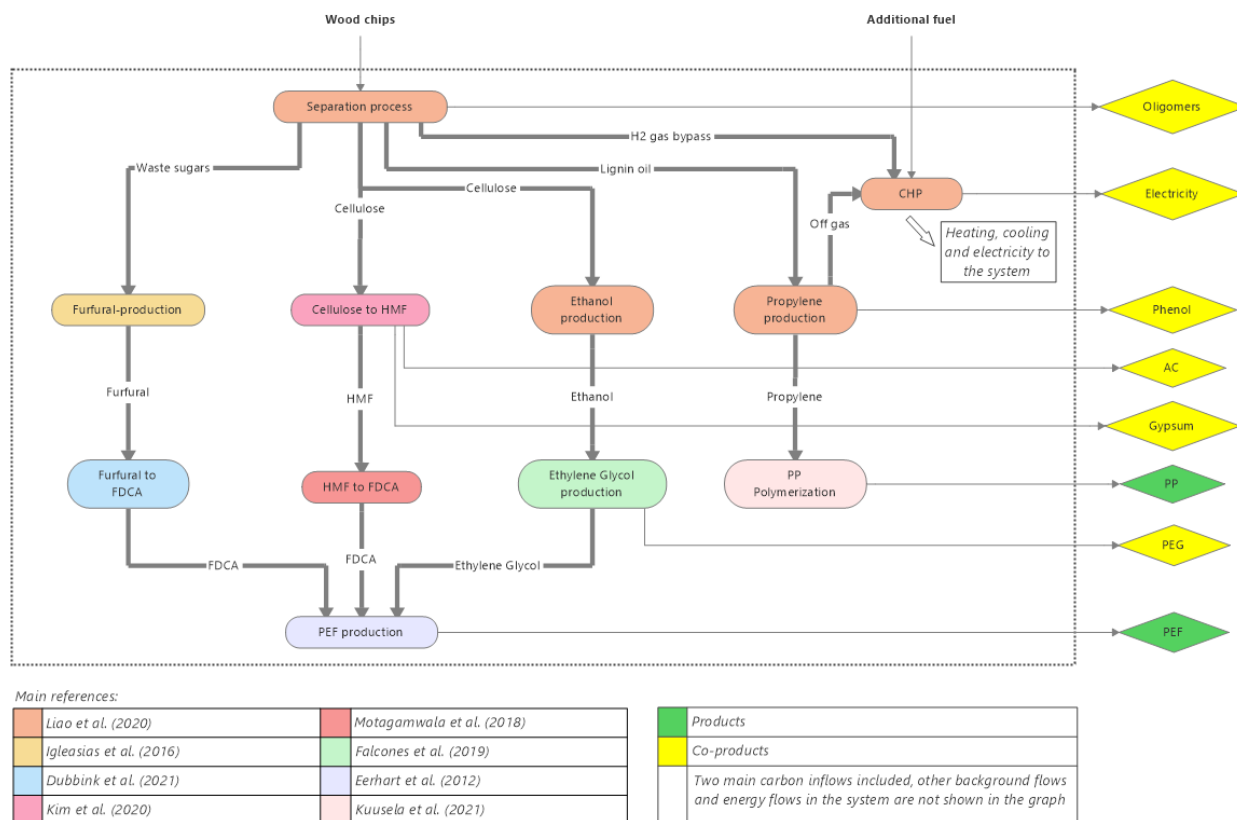 Wood chips
Additional fuel
Separation process
Oligomers
H2 gas bypass
Waste sugars
Lignin oil
Cellulose
Cellulose
CHP
Electricity
Off gas
Heating, cooling
and electricity to
the system
Furfural-production
Cellulose to HMF
Ethanol
production
Propylene
production
Phenol
AC
Furfural
HMF
Ethanol
Propylene
Gypsum
Furfural to
FDCA
HMF to FDCA
Ethylene Glycol
production
PP
Polymerization
PP
PEG
FDCA
FDCA
Ethylene Glycol
PEF production
PEF
Main references:
Liao et al. (2020)
Motagamwala et al. (2018)
Igleasias et al. (2016)
Falcones et al. (2019)
Dubbink et al. (2021)
Eerhart et al. (2012)
Kim et al. (2020)
Kuusela et al. (2021)
Products
Co-products
Two main carbon inflows included, other background flows
and energy flows in the system are not shown in the graph